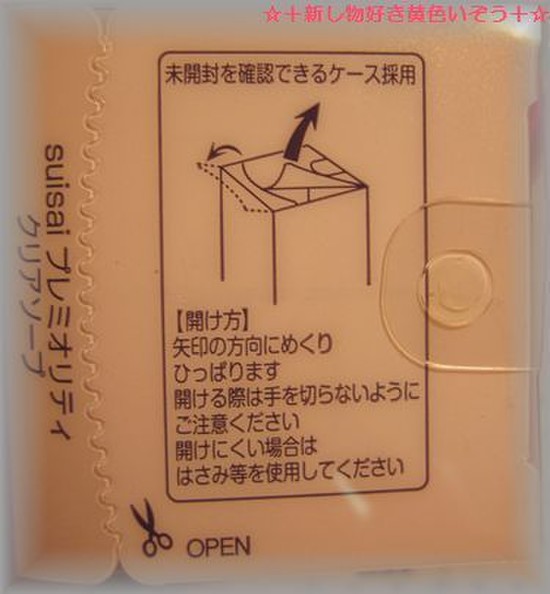 ☆＋新し物好き黄色いぞう＋☆
未開封を確認できるケース採用
【開け方】
矢印の方向にめくり
ひっぱります
開ける際は手を切らないように
ご注意ください
開けにくい場合は
はさみ等を使用してください
OPEN
suisai プレミオリティ
クリアソープ